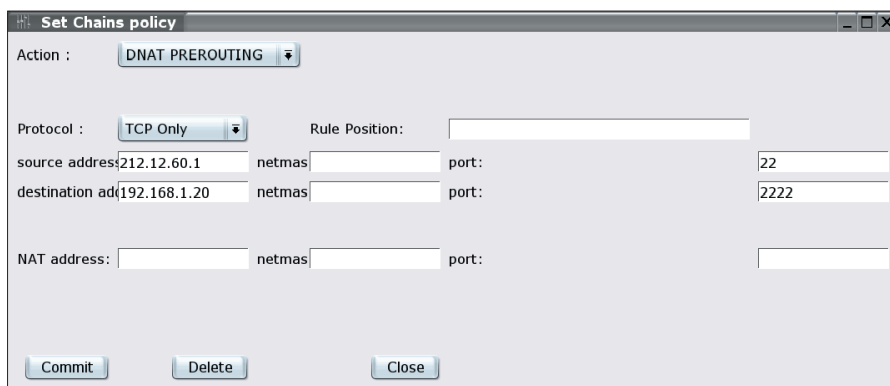 Set Chains policy
Action : DNAT PREROUTING
Protocol : TCP Only Rule Position:
source address 212.12.60.1 netmas port: 22
destination add 192.168.1.20 netmas port: 2222
NAT address: netmas port:
Commit Delete Close